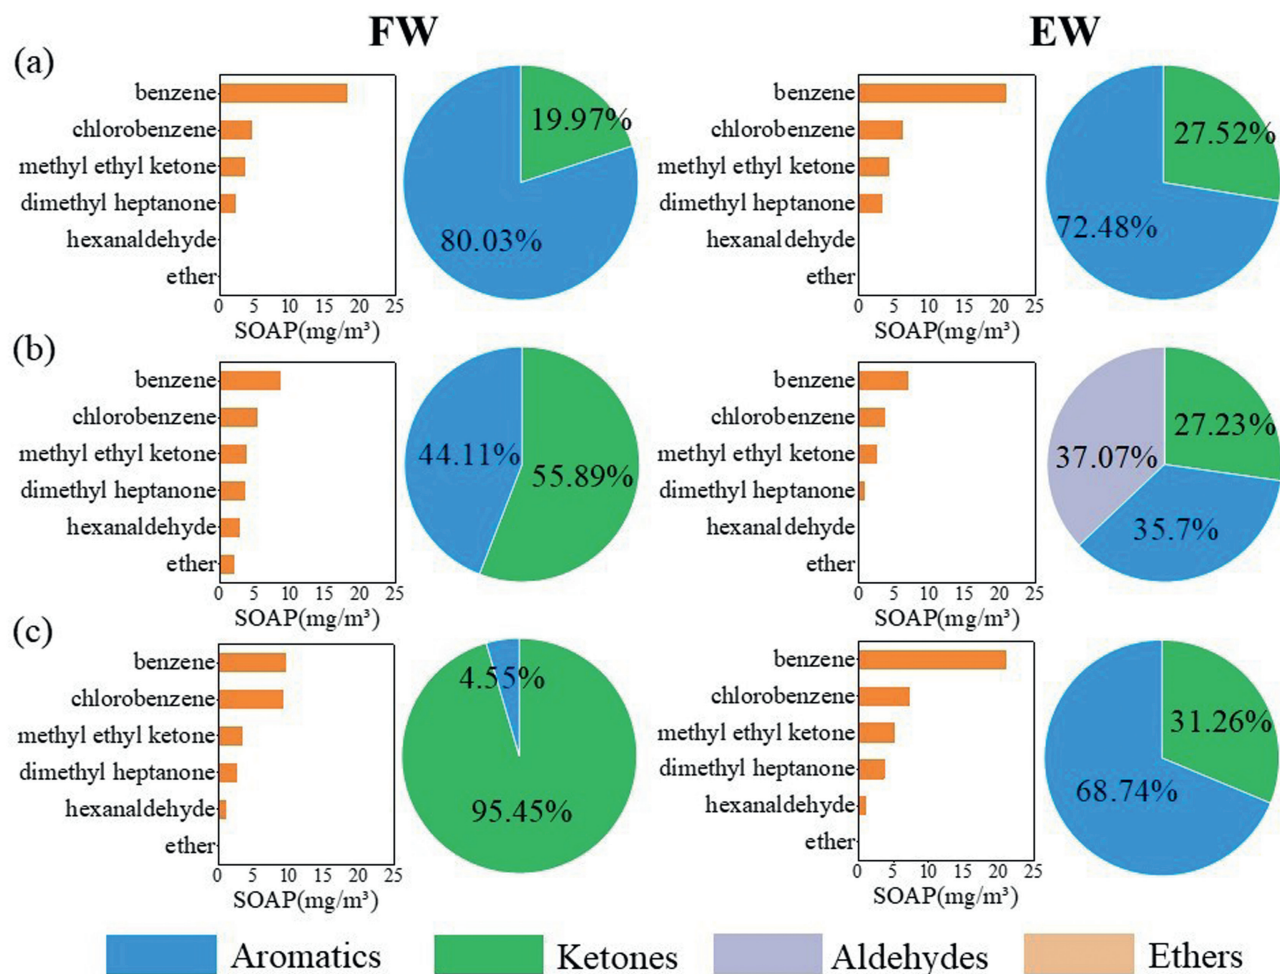 FW
EW
(a)
benzene
chlorobenzene
methyl ethyl ketone
dimethyl heptanone
hexanaldehyde
ether
0 5 10 15 20 25
SOAP(mg/m³)
19.97%
80.03%
benzene
chlorobenzene
methyl ethyl ketone
dimethyl heptanone
hexanaldehyde
ether
0 5 10 15 20 25
SOAP(mg/m³)
27.52%
72.48%
(b)
benzene
chlorobenzene
methyl ethyl ketone
dimethyl heptanone
hexanaldehyde
ether
0 5 10 15 20 25
SOAP(mg/m³)
44.11%
55.89%
benzene
chlorobenzene
methyl ethyl ketone
dimethyl heptanone
hexanaldehyde
ether
0 5 10 15 20 25
SOAP(mg/m³)
27.23%
37.07%
35.7%
(c)
benzene
chlorobenzene
methyl ethyl ketone
dimethyl heptanone
hexanaldehyde
ether
0 5 10 15 20 25
SOAP(mg/m³)
4.55%
95.45%
benzene
chlorobenzene
methyl ethyl ketone
dimethyl heptanone
hexanaldehyde
ether
0 5 10 15 20 25
SOAP(mg/m³)
31.26%
68.74%
Aromatics
Ketones
Aldehydes
Ethers